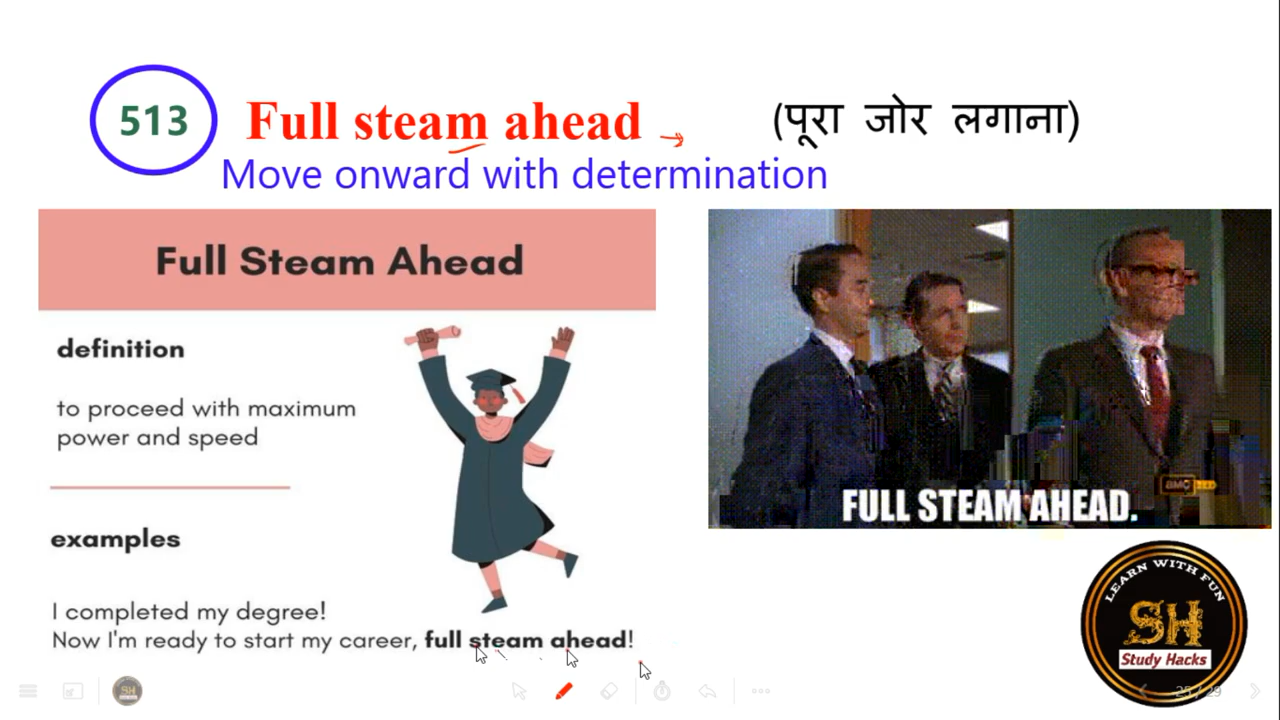 513
Full steam ahead
(पूरा जोर लगाना)
Move onward with determination
Full Steam Ahead
definition
to proceed with maximum
power and speed
examples
I completed my degree!
Now I'm ready to start my career, full steam ahead!
FULL STEAM AHEAD.
amc
LEARN WITH FUN
SH
Study Hacks
SH